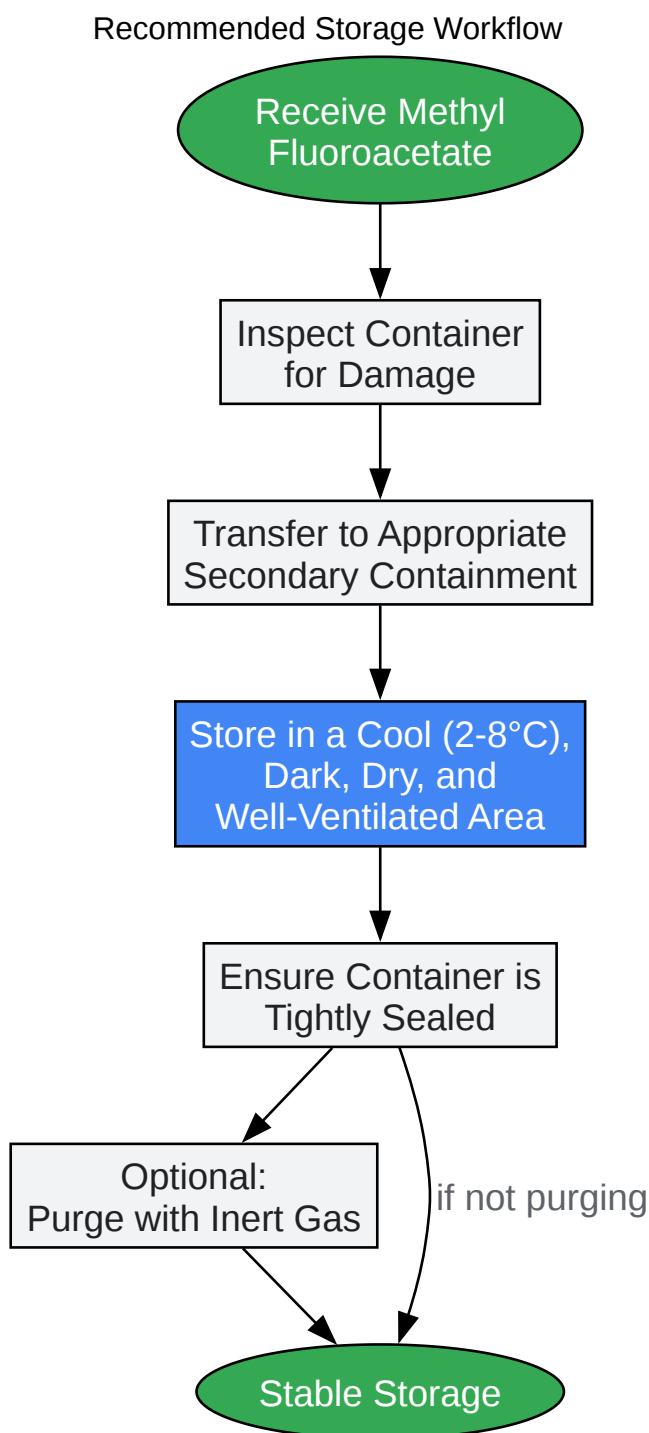 Recommended Storage Workflow
Receive Methyl
Fluoroacetate
Inspect Container
for Damage
Transfer to Appropriate
Secondary Containment
Store in a Cool (2-8°C),
Dark, Dry, and
Well-Ventilated Area
Ensure Container is
Tightly Sealed
Optional:
Purge with Inert Gas
if not purging
Stable Storage